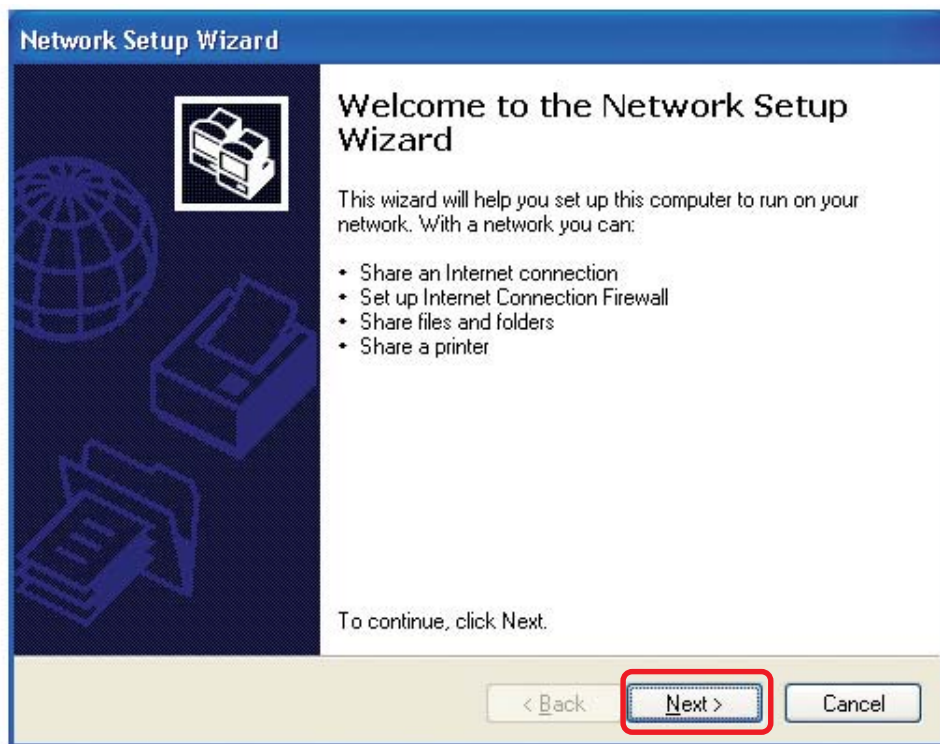 Network Setup Wizard
Welcome to the Network Setup
Wizard
This wizard will help you set up this computer to run on your
network. With a network you can:
• Share an Internet connection
• Set up Internet Connection Firewall
• Share files and folders
• Share a printer
To continue, click Next.
< Back
Next >
Cancel